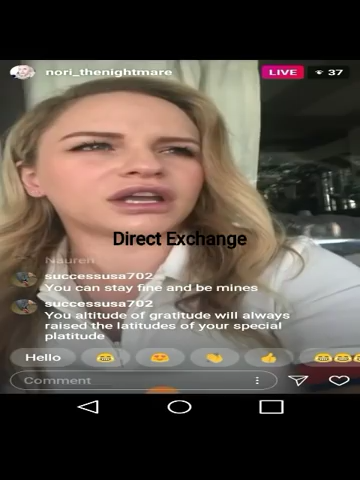 nori_thenightmare
LIVE
37
Direct Exchange
Nauren
successusa702
You can stay fine and be mines
successusa702
You altitude of gratitude will always
raised the latitudes of your special
platitude
Hello
Comment